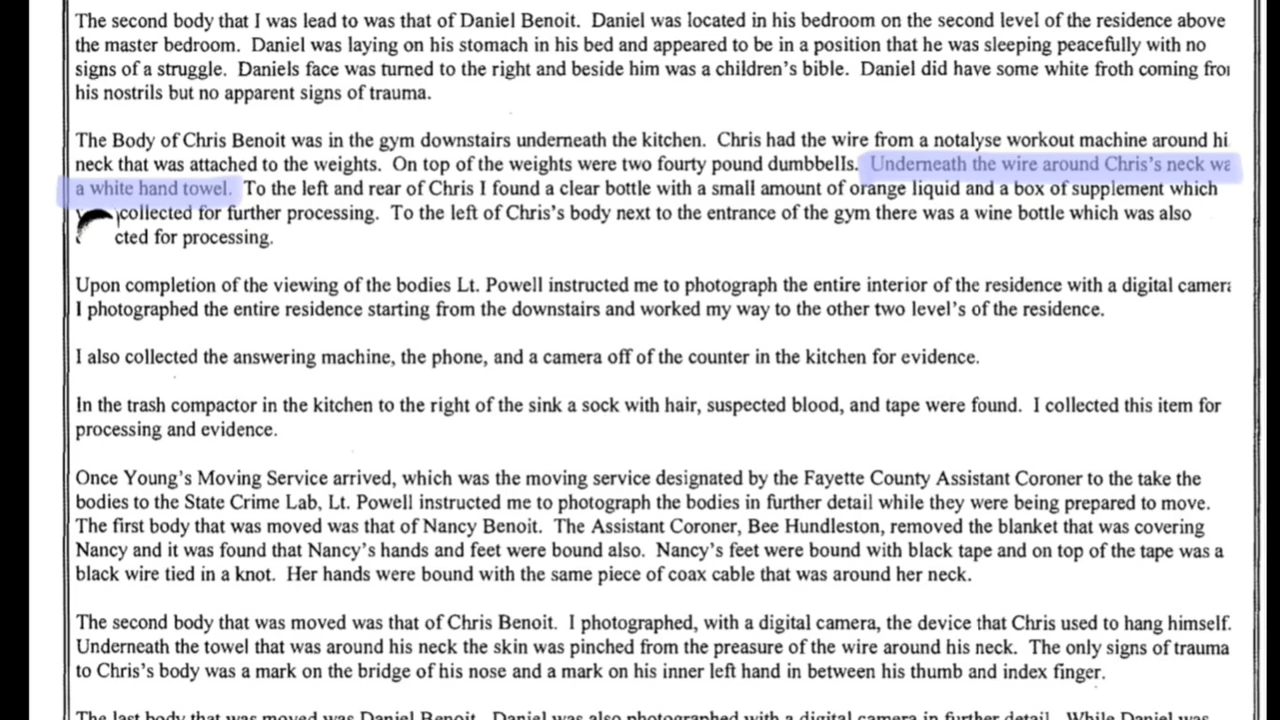 The second body that I was lead to was that of Daniel Benoit. Daniel was located in his bedroom on the second level of the residence above
the master bedroom. Daniel was laying on his stomach in his bed and appeared to be in a position that he was sleeping peacefully with no
signs of a struggle. Daniels face was turned to the right and beside him was a children's bible. Daniel did have some white froth coming
his nostrils but no apparent signs of trauma.
The Body of Chris Benoit was in the gym downstairs underneath the kitchen. Chris had the wire from a notalyse workout machine around
neck that was attached to the weights. On top of the weights were two fourty pound dumbbells. Underneath the wire around Chris's neck
a white hand towel. To the left and rear of Chris I found a clear bottle with a small amount of orange liquid and a box of supplement which
collected for further processing. To the left of Chris's body next to the entrance of the gym there was a wine bottle which was also
cted for processing.
Upon completion of the viewing of the bodies Lt. Powell instructed me to photograph the entire interior of the residence with a digital
I photographed the entire residence starting from the downstairs and worked my way to the other two level's of the residence.
I also collected the answering machine, the phone, and a camera off of the counter in the kitchen for evidence.
In the trash compactor in the kitchen to the right of the sink a sock with hair, suspected blood, and tape were found. I collected this item for
processing and evidence.
Once Young's Moving Service arrived, which was the moving service designated by the Fayette County Assistant Coroner to the take the
bodies to the State Crime Lab, Lt. Powell instructed me to photograph the bodies in further detail while they were being prepared to move.
The first body that was moved was that of Nancy Benoit. The Assistant Coroner, Bee Hundleston, removed the blanket that was covering
Nancy and it was found that Nancy's hands and feet were bound also. Nancy's feet were bound with black tape and on top of the tape was a
black wire tied in a knot. Her hands were bound with the same piece of coax cable that was around her neck.
The second body that was moved was that of Chris Benoit. I photographed, with a digital camera, the device that Chris used to hang himself.
Underneath the towel that was around his neck the skin was pinched from the preasure of the wire around his neck. The only signs of trauma
to Chris's body was a mark on the bridge of his nose and a mark on his inner left hand in between his thumb and index finger.
The last body that was moved was Daniel Benoit. Daniel was also photographed with a digital camera in further detail. While Daniel was